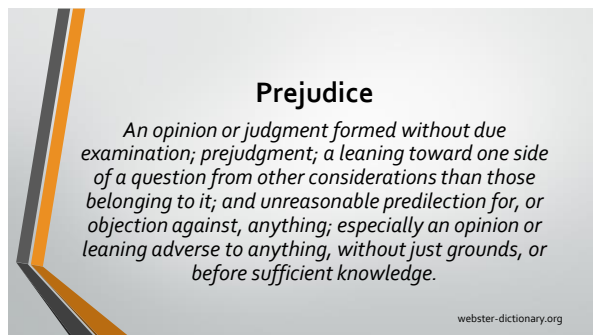 Prejudice
An opinion or judgment formed without due
examination; prejudgment; a leaning toward one side
of a question from other considerations than those
belonging to it; and unreasonable predilection for, or
objection against, anything; especially an opinion or
leaning adverse to anything, without just grounds, or
before sufficient knowledge.
webster-dictionary.org